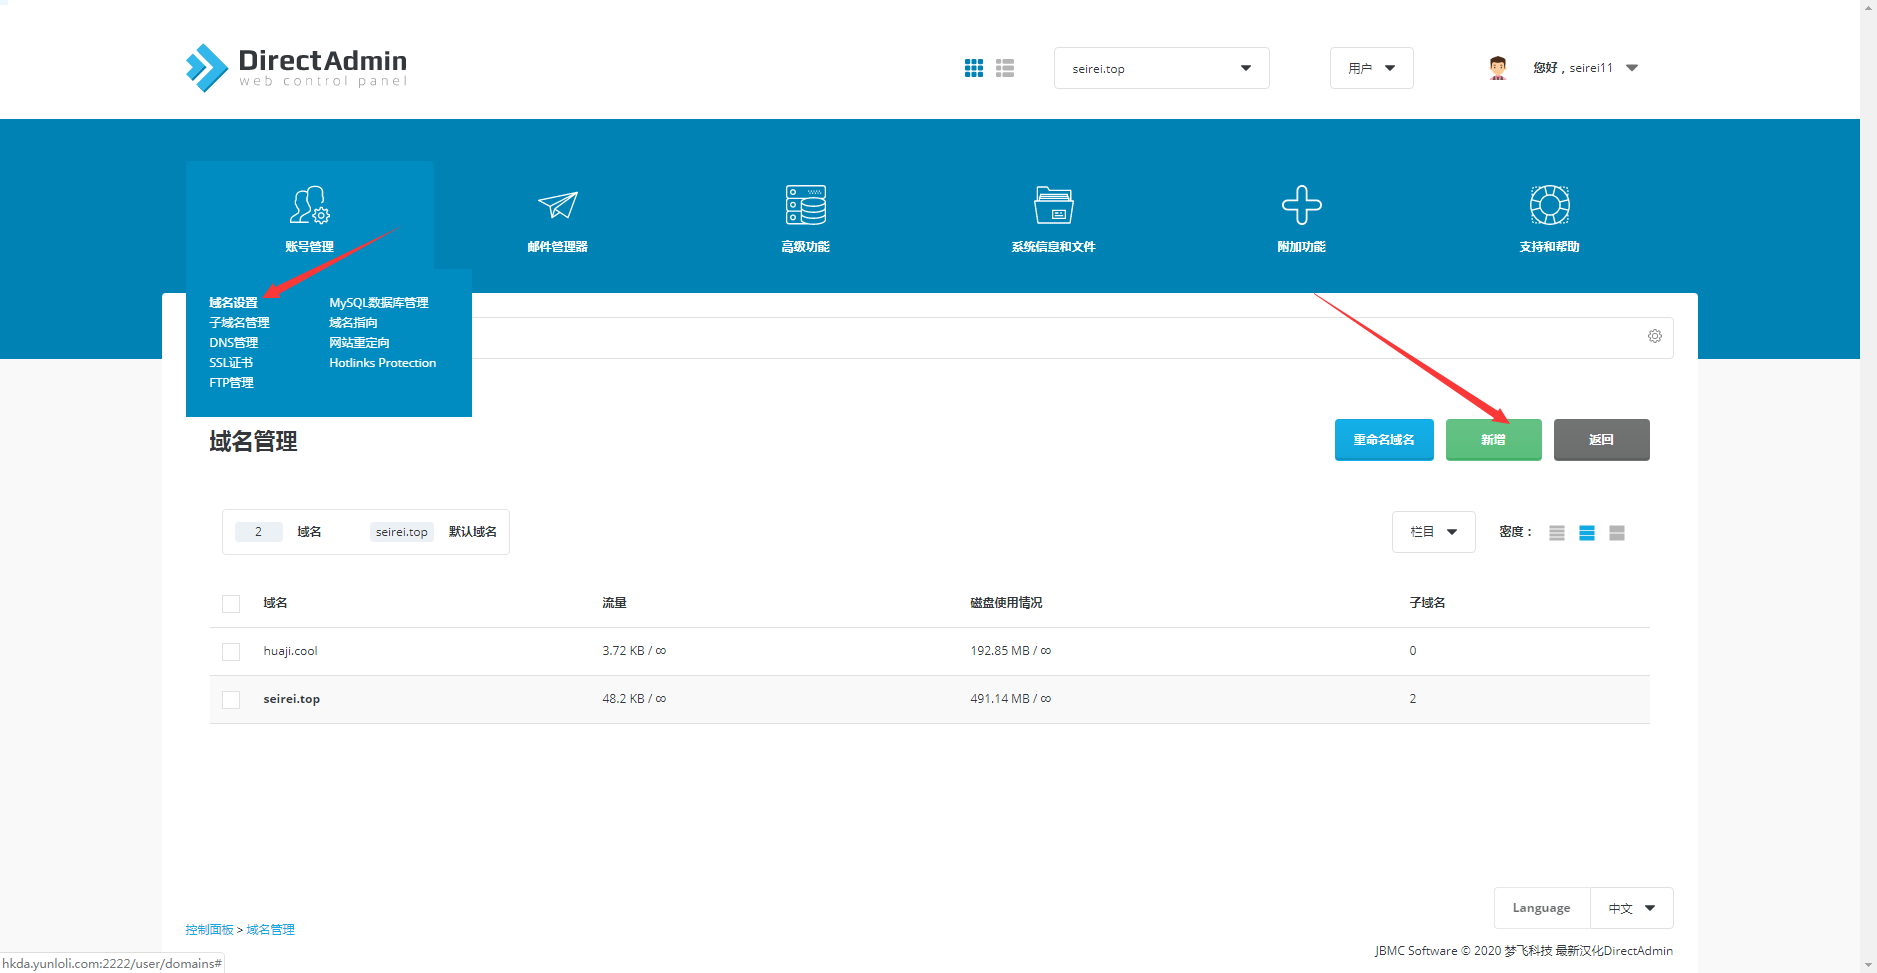 DirectAdmin
web control panel
seirei.top
用户
您好，seirei11
账号管理
邮件管理器
高级功能
系统信息和文件
附加功能
支持和帮助
域名设置
MySQL数据库管理
子域名管理
域名指向
DNS管理
网站重定向
SSL证书
Hotlinks Protection
FTP管理
域名管理
重命名域名
新增
返回
2 域名 seirei.top 默认域名
栏目
密度：
域名 流量 磁盘使用情况 子域名
huaji.cool 3.72 KB / ∞ 192.85 MB / ∞ 0
seirei.top 48.2 KB / ∞ 491.14 MB / ∞ 2
Language 中文
控制面板 > 域名管理
JBMC Software © 2020 梦飞科技 最新汉化DirectAdmin
hkda.yunloli.com:2222/user/domains#